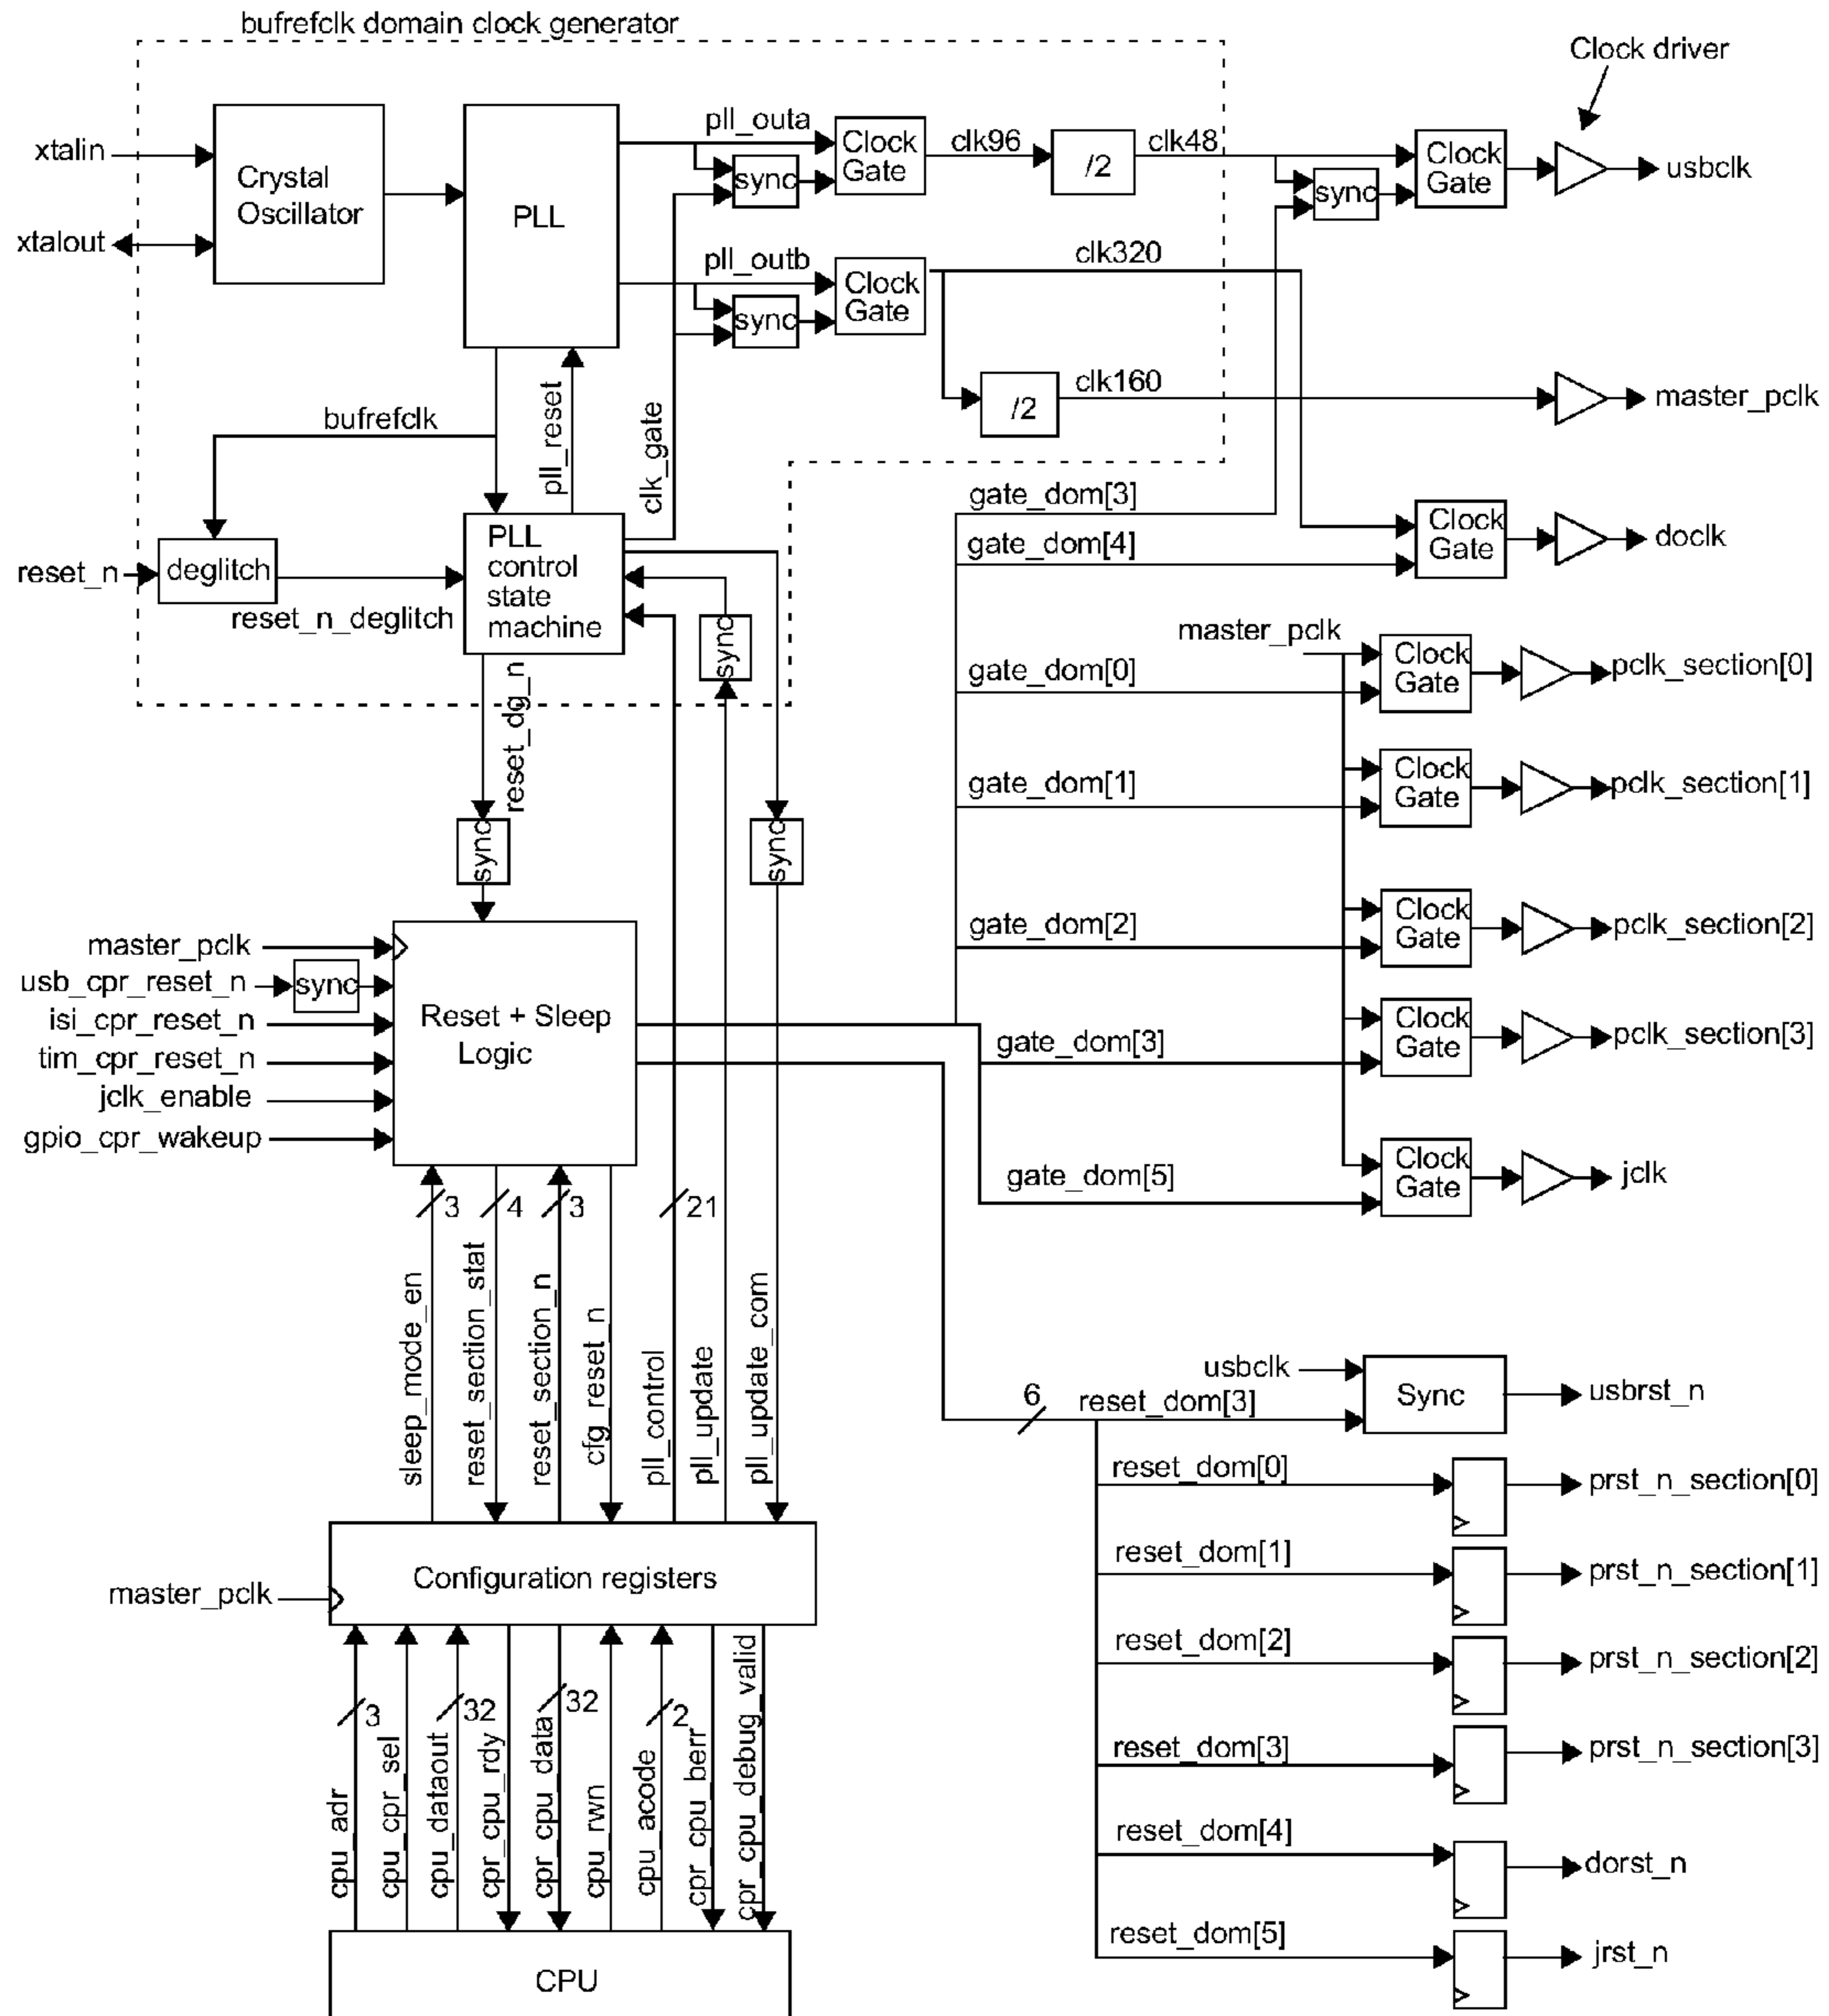 bufrefclk domain clock generator
Clock driver
xtalin
xtalout
Crystal
Oscillator
PLL
pll_outa
sync
Clock
Gate
clk96
/2
clk48
sync
Clock
Gate
usbclk
pll_outb
sync
Clock
Gate
clk320
/2
clk160
master_pclk
bufrefclk
pll_reset
clk_gate
reset_n
deglitch
reset_n_deglitch
PLL
control
state
machine
sync
reset_dg_n
sync
sync
gate_dom[3]
gate_dom[4]
Clock
Gate
doclk
master_pclk
gate_dom[0]
Clock
Gate
pclk_section[0]
gate_dom[1]
Clock
Gate
pclk_section[1]
gate_dom[2]
Clock
Gate
pclk_section[2]
gate_dom[3]
Clock
Gate
pclk_section[3]
gate_dom[5]
Clock
Gate
jclk
master_pclk
usb_cpr_reset_n
sync
isi_cpr_reset_n
tim_cpr_reset_n
jclk_enable
gpio_cpr_wakeup
Reset + Sleep
Logic
3
4
3
21
sleep_mode_en
reset_section_stat
reset_section_n
cfg_reset_n
pll_control
pll_update
pll_update_com
master_pclk
Configuration registers
3
32
32
2
cpu_adr
cpu_cpr_sel
cpu_dataout
cpr_cpu_rdy
cpr_cpu_data
cpu_rwn
cpu_acode
cpr_cpu_berr
cpr_cpu_debug_valid
CPU
usbclk
6
reset_dom[3]
Sync
usbrst_n
reset_dom[0]
prst_n_section[0]
reset_dom[1]
prst_n_section[1]
reset_dom[2]
prst_n_section[2]
reset_dom[3]
prst_n_section[3]
reset_dom[4]
dorst_n
reset_dom[5]
jrst_n